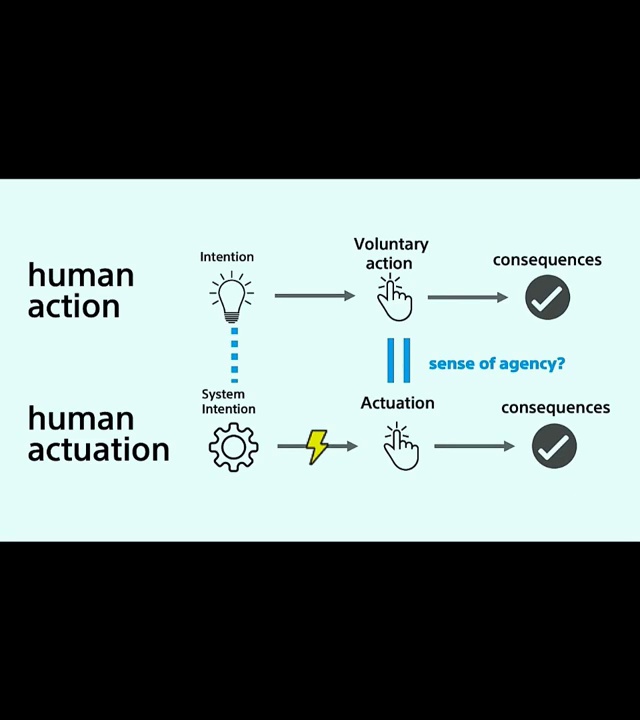 human
action
Intention
Voluntary
action
consequences
sense of agency?
human
actuation
System
Intention
Actuation
consequences